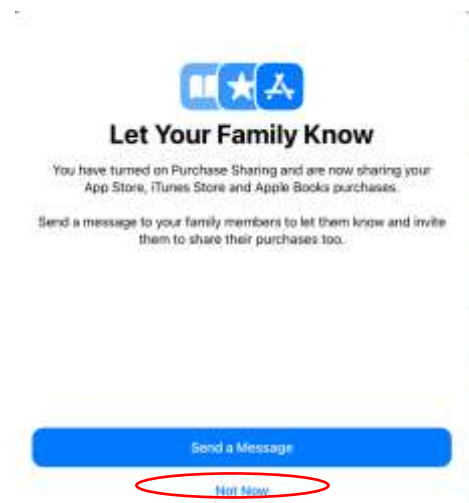 Let Your Family Know
You have turned on Purchase Sharing and are now sharing your
App Store, iTunes Store and Apple Books purchases.
Send a message to your family members to let them know and invite
them to share their purchases too.
Send a Message
Not Now